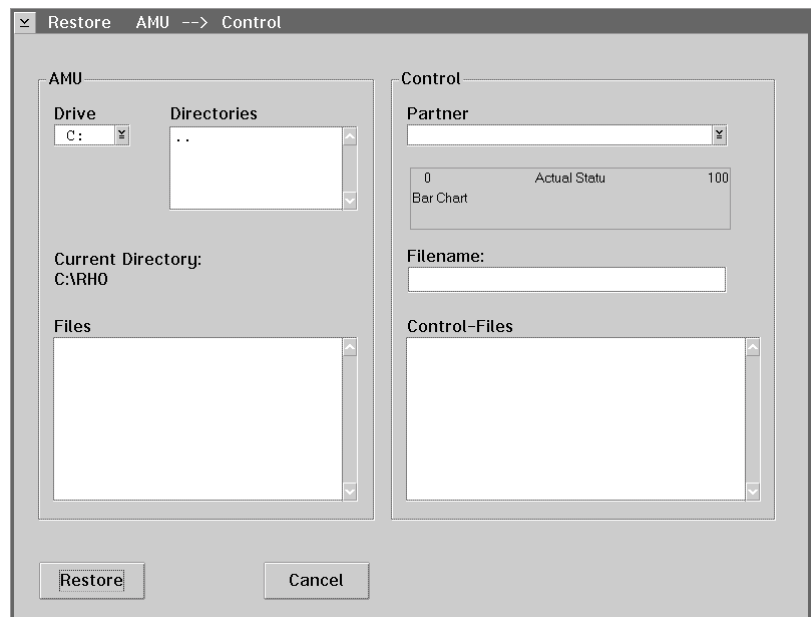 Restore AMU --> Control
AMU
Drive
C:
Directories
..
Current Directory:
C:\RHO
Files
Control
Partner
0 Actual Statu 100
Bar Chart
Filename:
Control-Files
Restore
Cancel